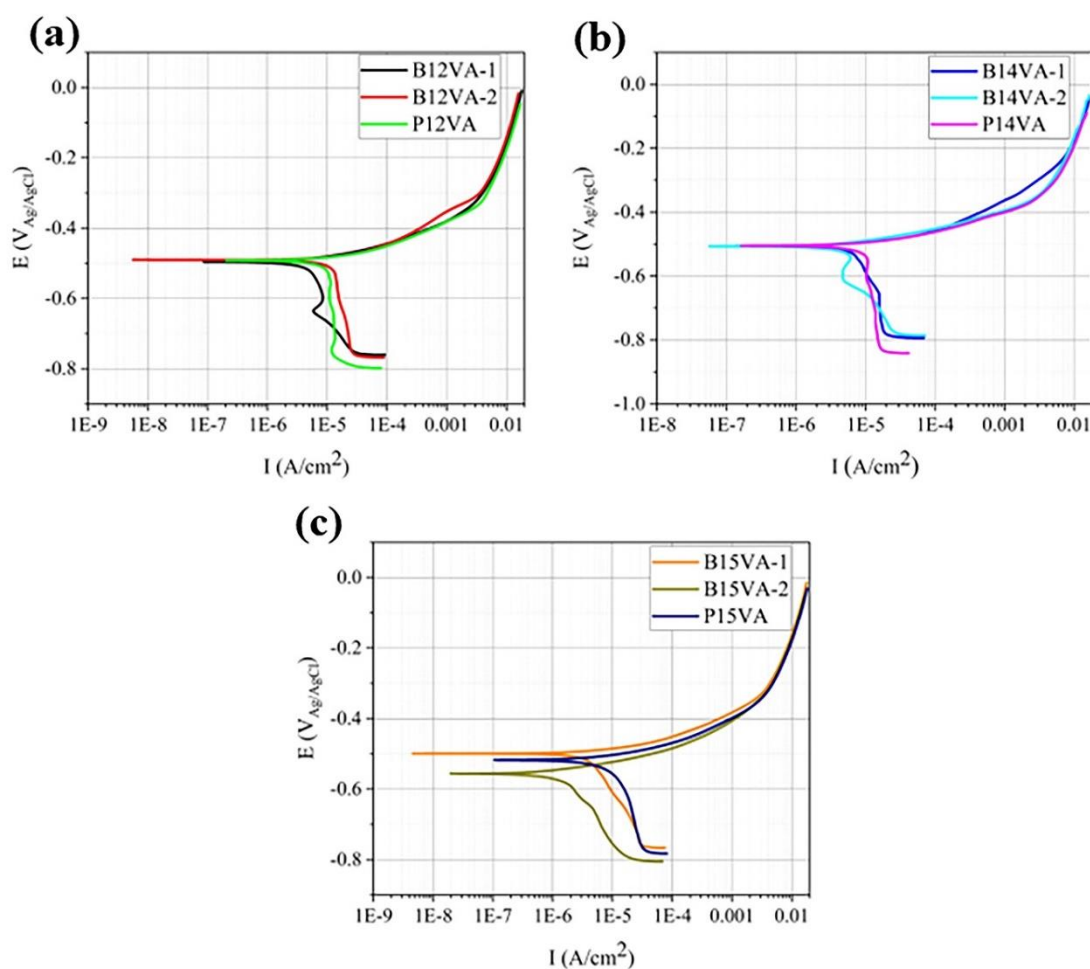 (a)
B12VA-1
B12VA-2
P12VA
0.0
-0.2
-0.4
-0.6
-0.8
E (V_Ag/AgCl)
1E-9 1E-8 1E-7 1E-6 1E-5 1E-4 0.001 0.01
I (A/cm²)
(b)
B14VA-1
B14VA-2
P14VA
0.0
-0.2
-0.4
-0.6
-0.8
-1.0
E (V_Ag/AgCl)
1E-8 1E-7 1E-6 1E-5 1E-4 0.001 0.01
I (A/cm²)
(c)
B15VA-1
B15VA-2
P15VA
0.0
-0.2
-0.4
-0.6
-0.8
E (V_Ag/AgCl)
1E-9 1E-8 1E-7 1E-6 1E-5 1E-4 0.001 0.01
I (A/cm²)